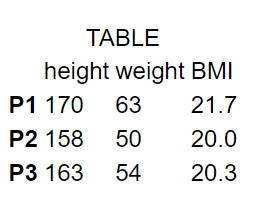 TABLE
height weight BMI
P1 170 63 21.7
P2 158 50 20.0
P3 163 54 20.3